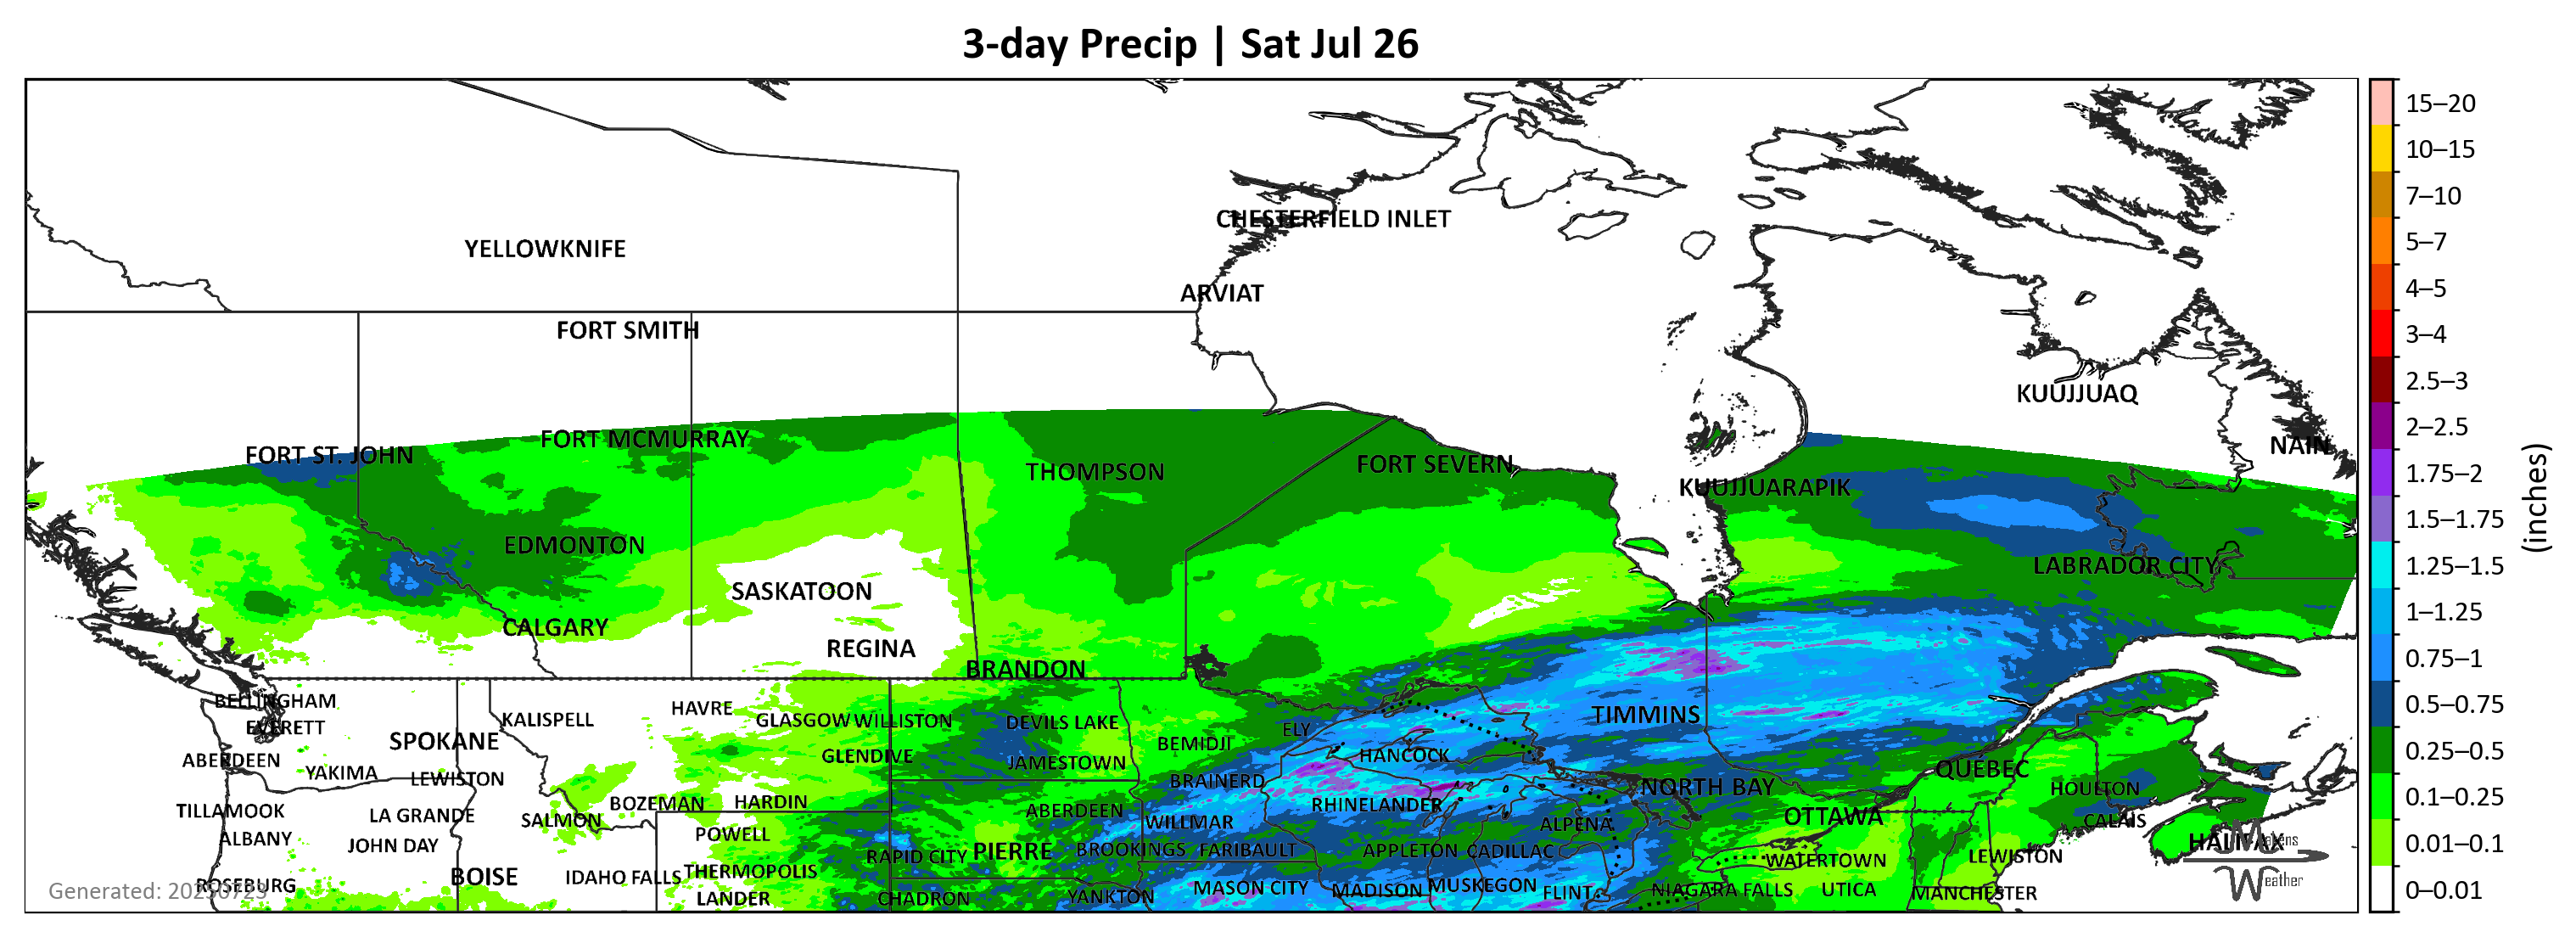 3-day Precip | Sat Jul 26
CHESTERFIELD INLET
YELLOWKNIFE
ARVIAT
FORT SMITH
KUUJJUAQ
FORT MCMURRAY
NAIN
FORT ST. JOHN
THOMPSON
FORT SEVERN
KUUJJUARAPIK
EDMONTON
LABRADOR CITY
SASKATOON
CALGARY
REGINA
BRANDON
BELLINGHAM
HAVRE
KALISPELL
GLASGOW
WILLISTON
DEVILS LAKE
TIMMINS
EVERETT
ELY
SPOKANE
BEMIDJI
GLENDIVE
HANCOCK
ABERDEEN
JAMESTOWN
QUEBEC
YAKIMA
LEWISTON
BRAINERD
NORTH BAY
HOULTON
BOZEMAN
HARDIN
RHINELANDER
TILLAMOOK
LA GRANDE
SALMON
ABERDEEN
WILLMAR
ALPENA
OTTAWA
CALAIS
ALBANY
JOHN DAY
POWELL
HALIFAX
RAPID CITY
PIERRE
BROOKINGS
FARIBAULT
APPLETON
CADILLAC
WATERTOWN
LEWISTON
BOISE
IDAHO FALLS
THERMOPOLIS
ROSEBURG
Generated: 20250723
LANDER
CHADRON
YANKTON
MASON CITY
MADISON
MUSKEGON
FLINT
NIAGARA FALLS
UTICA
MANCHESTER
Weather
15–20
10–15
7–10
5–7
4–5
3–4
2.5–3
2–2.5
1.75–2
1.5–1.75
1.25–1.5
1–1.25
0.75–1
0.5–0.75
0.25–0.5
0.1–0.25
0.01–0.1
0–0.01
(inches)